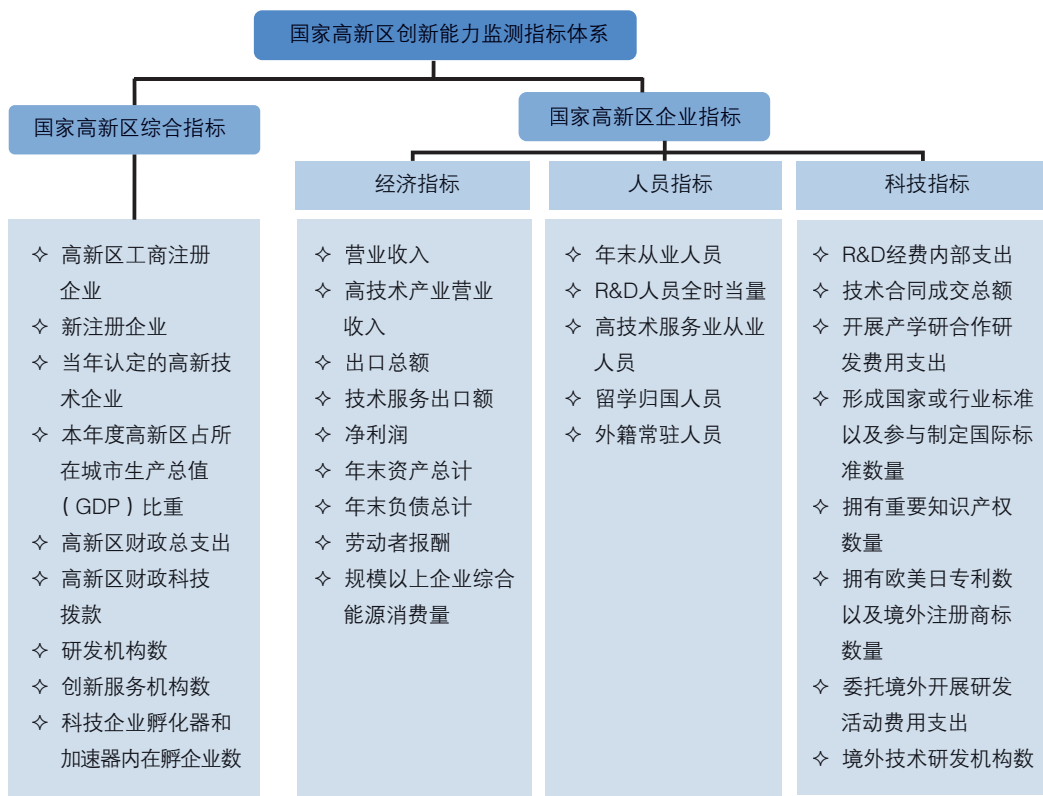 国家高新区创新能力监测指标体系
国家高新区综合指标
✧ 高新区工商注册
企业
✧ 新注册企业
✧ 当年认定的高新技
术企业
✧ 本年度高新区占所
在城市生产总值
（GDP）比重
✧ 高新区财政总支出
✧ 高新区财政科技
拨款
✧ 研发机构数
✧ 创新服务机构数
✧ 科技企业孵化器和
加速器内在孵企业数
国家高新区企业指标
经济指标
✧ 营业收入
✧ 高技术产业营业
收入
✧ 出口总额
✧ 技术服务出口额
✧ 净利润
✧ 年末资产总计
✧ 年末负债总计
✧ 劳动者报酬
✧ 规模以上企业综合
能源消费量
人员指标
✧ 年末从业人员
✧ R&D人员全时当量
✧ 高技术服务业从业
人员
✧ 留学归国人员
✧ 外籍常驻人员
科技指标
✧ R&D经费内部支出
✧ 技术合同成交总额
✧ 开展产学研合作研
发费用支出
✧ 形成国家或行业标准
以及参与制定国际标
准数量
✧ 拥有重要知识产权
数量
✧ 拥有欧美日专利数
以及境外注册商标
数量
✧ 委托境外开展研发
活动费用支出
✧ 境外技术研发机构数